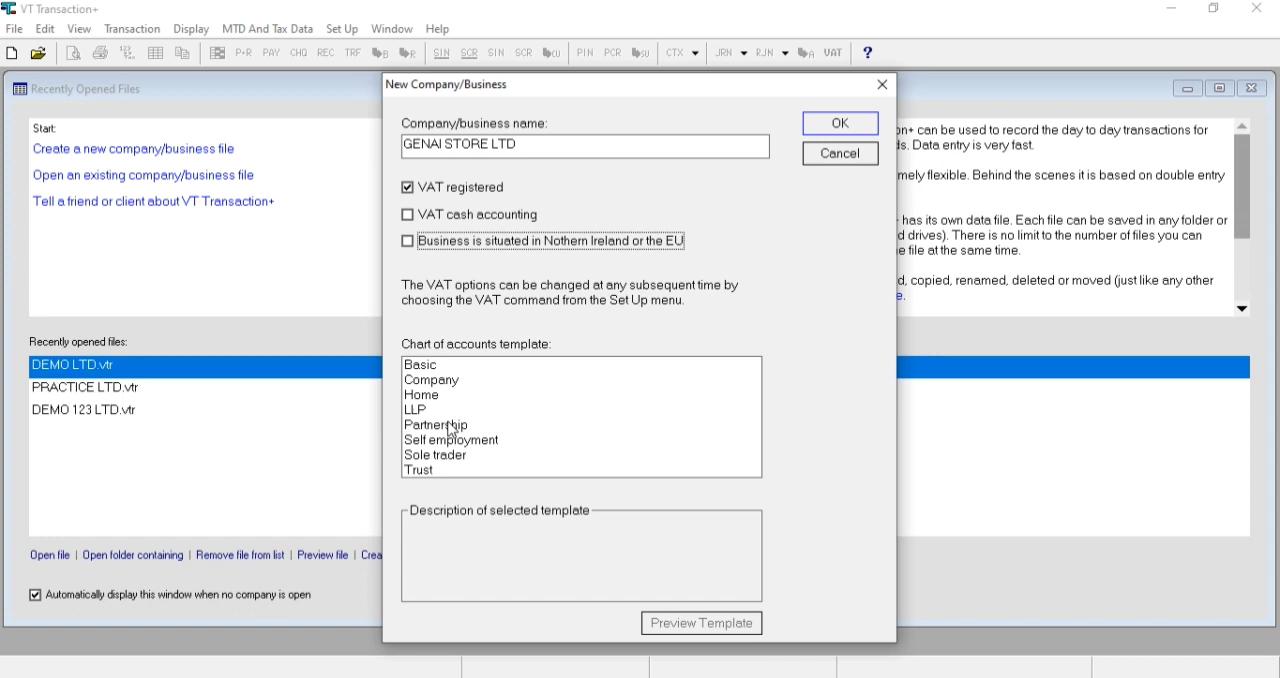 VT Transaction+
File Edit View Transaction Display MTD And Tax Data Set Up Window Help
P+R PAY CHQ REC TRF B R SIN SCR SIN SCR CU PIN PCR SU CTX JRN RJN A VAT ?
Recently Opened Files
Start:
Create a new company/business file
Open an existing company/business file
Tell a friend or client about VT Transaction+
Recently opened files:
DEMO LTD.vtr
PRACTICE LTD.vtr
DEMO 123 LTD.vtr
Open file | Open folder containing | Remove file from list | Preview file | Crea
Automatically display this window when no company is open
New Company/Business
Company/business name:
GENAI STORE LTD
OK
Cancel
VAT registered
VAT cash accounting
Business is situated in Nothern Ireland or the EU
The VAT options can be changed at any subsequent time by
choosing the VAT command from the Set Up menu.
Chart of accounts template:
Basic
Company
Home
LLP
Partnership
Self employment
Sole trader
Trust
Description of selected template
Preview Template
on+ can be used to record the day to day transactions for
ls. Data entry is very fast.
mely flexible. Behind the scenes it is based on double entry
has its own data file. Each file can be saved in any folder or
d drives). There is no limit to the number of files you can
e file at the same time.
d, copied, renamed, deleted or moved (just like any other
e.